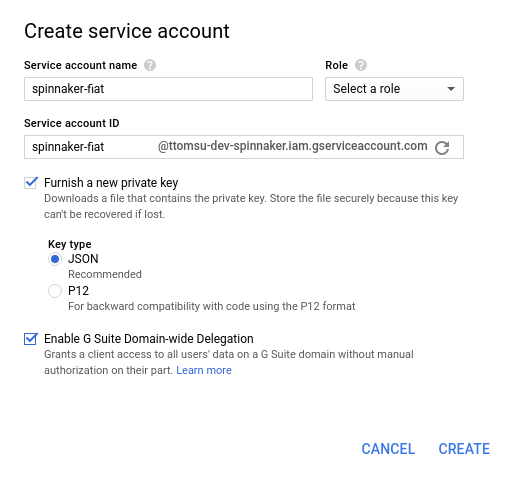 Create service account
Service account name ? Role ?
spinnaker-fiat Select a role
Service account ID
spinnaker-fiat @ttomsu-dev-spinnaker.iam.gserviceaccount.com
Furnish a new private key
Downloads a file that contains the private key. Store the file securely because this key
can't be recovered if lost.
Key type
JSON
Recommended
P12
For backward compatibility with code using the P12 format
Enable G Suite Domain-wide Delegation
Grants a client access to all users' data on a G Suite domain without manual
authorization on their part. Learn more
CANCEL CREATE